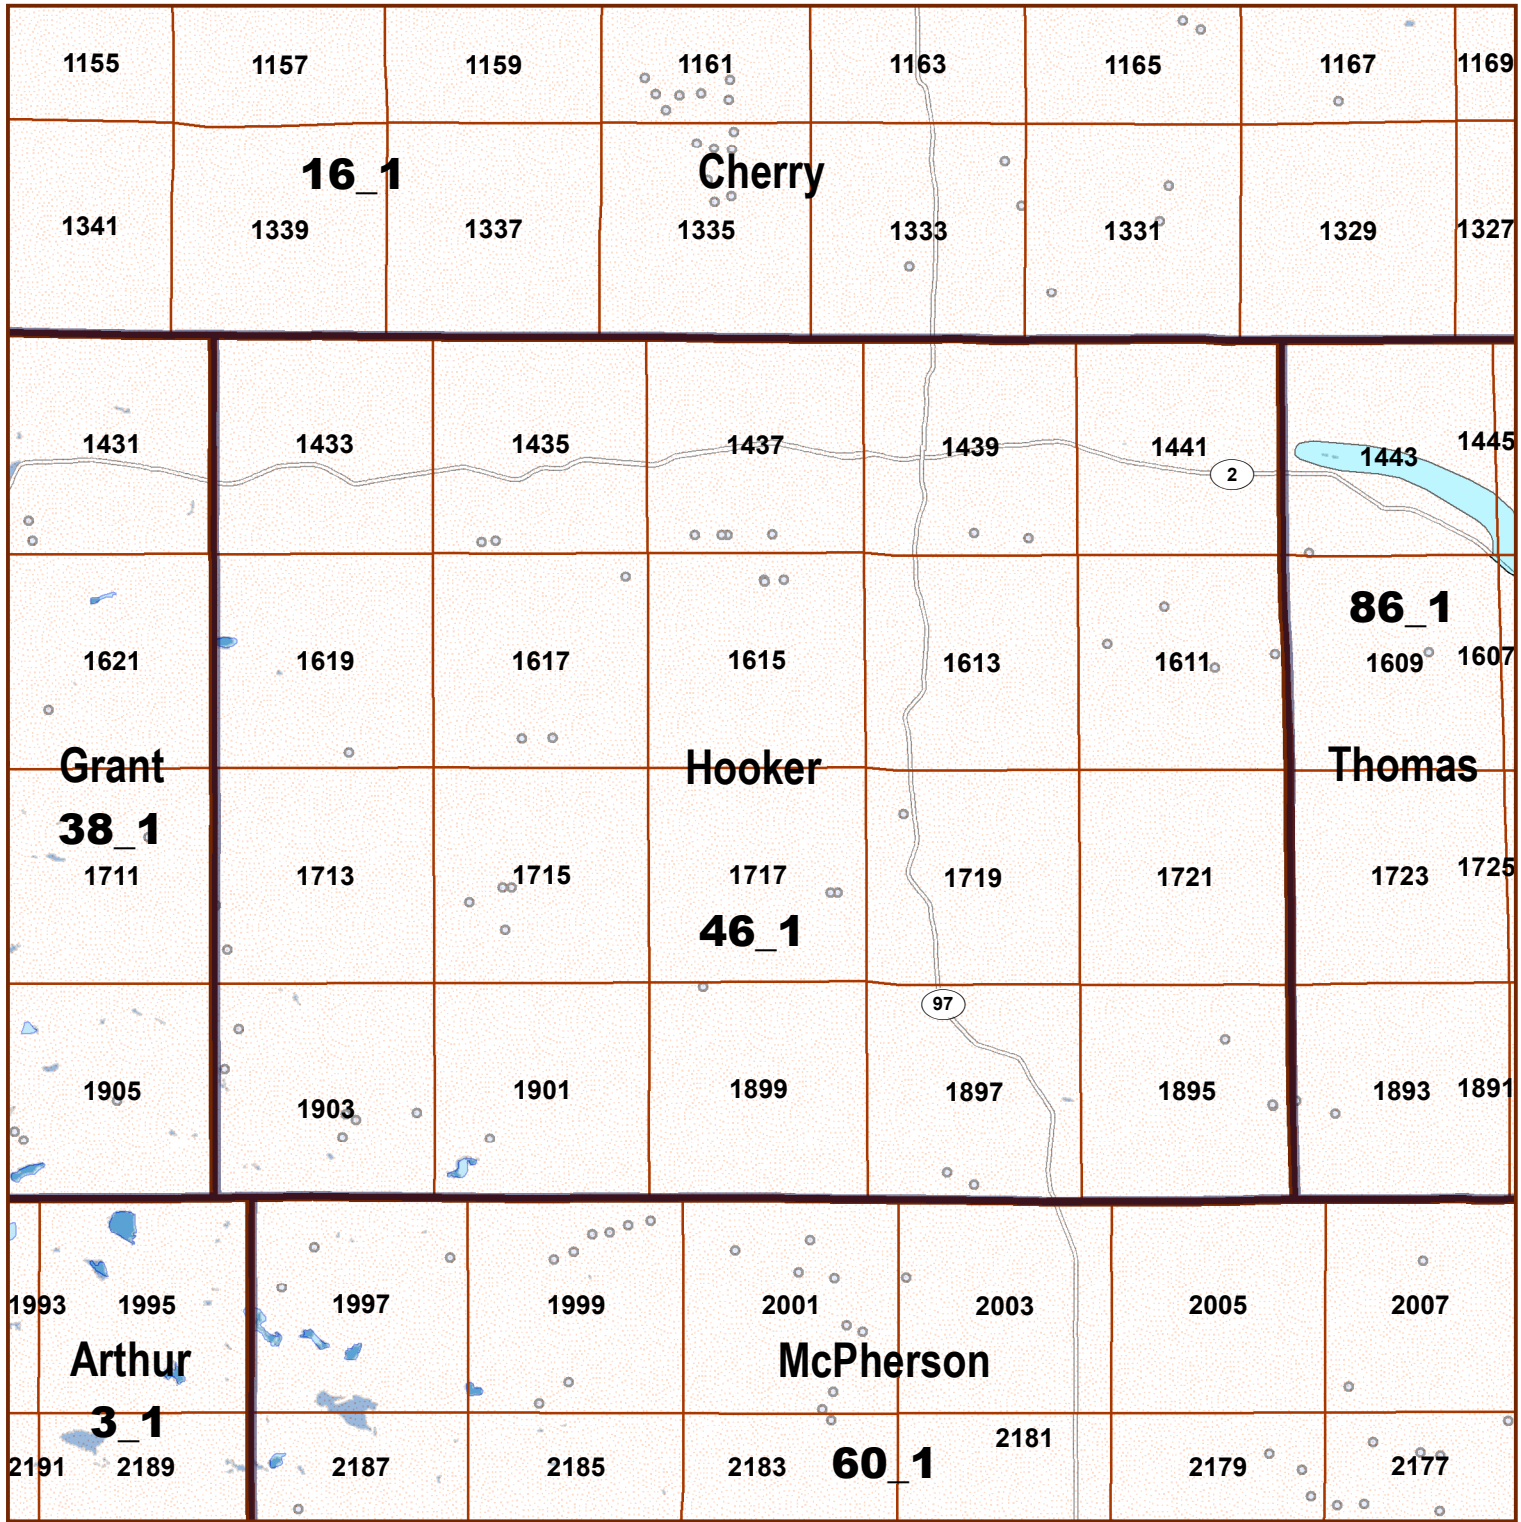 1155 1157 1159 1161 1163 1165 1167 1169
16_1 Cherry
1341 1339 1337 1335 1333 1331 1329 1327
1431 1433 1435 1437 1439 1441 1443 1445
2
86_1
1621 1619 1617 1615 1613 1611 1609 1607
Grant Hooker Thomas
38_1
1711 1713 1715 1717 1719 1721 1723 1725
46_1
97
1905 1903 1901 1899 1897 1895 1893 1891
1993 1995 1997 1999 2001 2003 2005 2007
Arthur McPherson
3_1 2181
2191 2189 2187 2185 2183 60_1 2179 2177